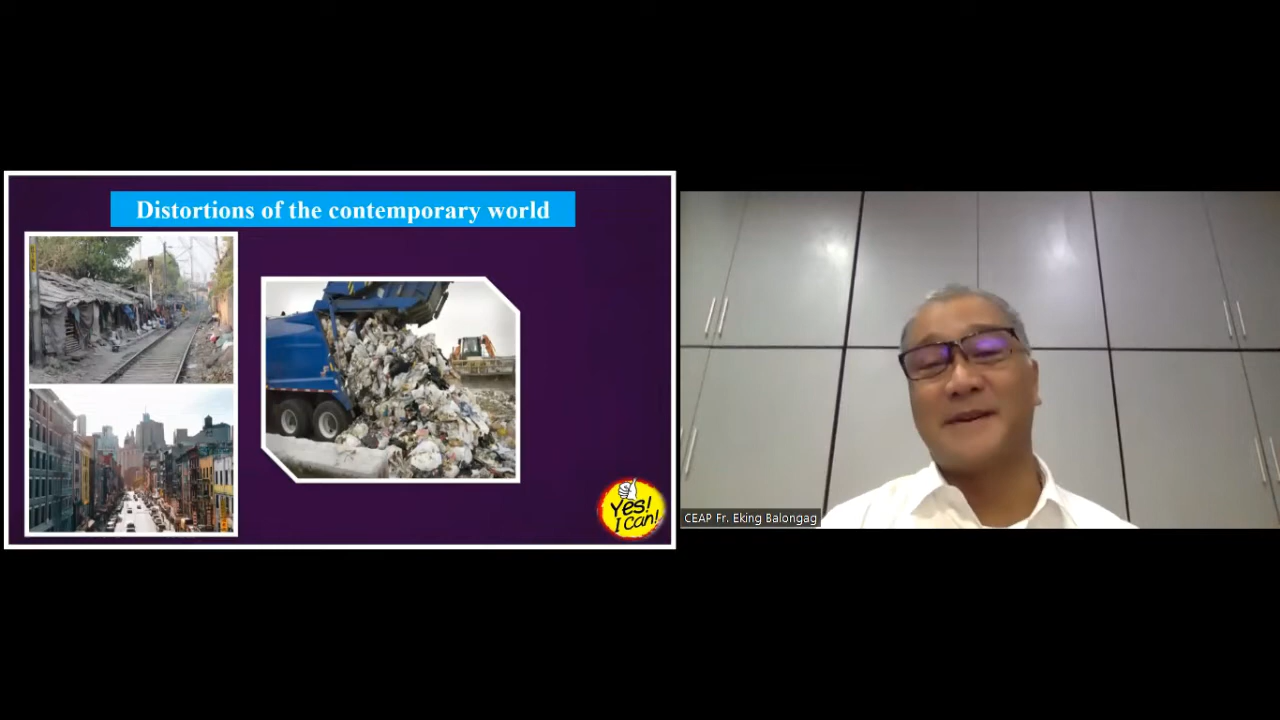 Distortions of the contemporary world
Yes!
I can!
CEAP Fr. Eking Balongag